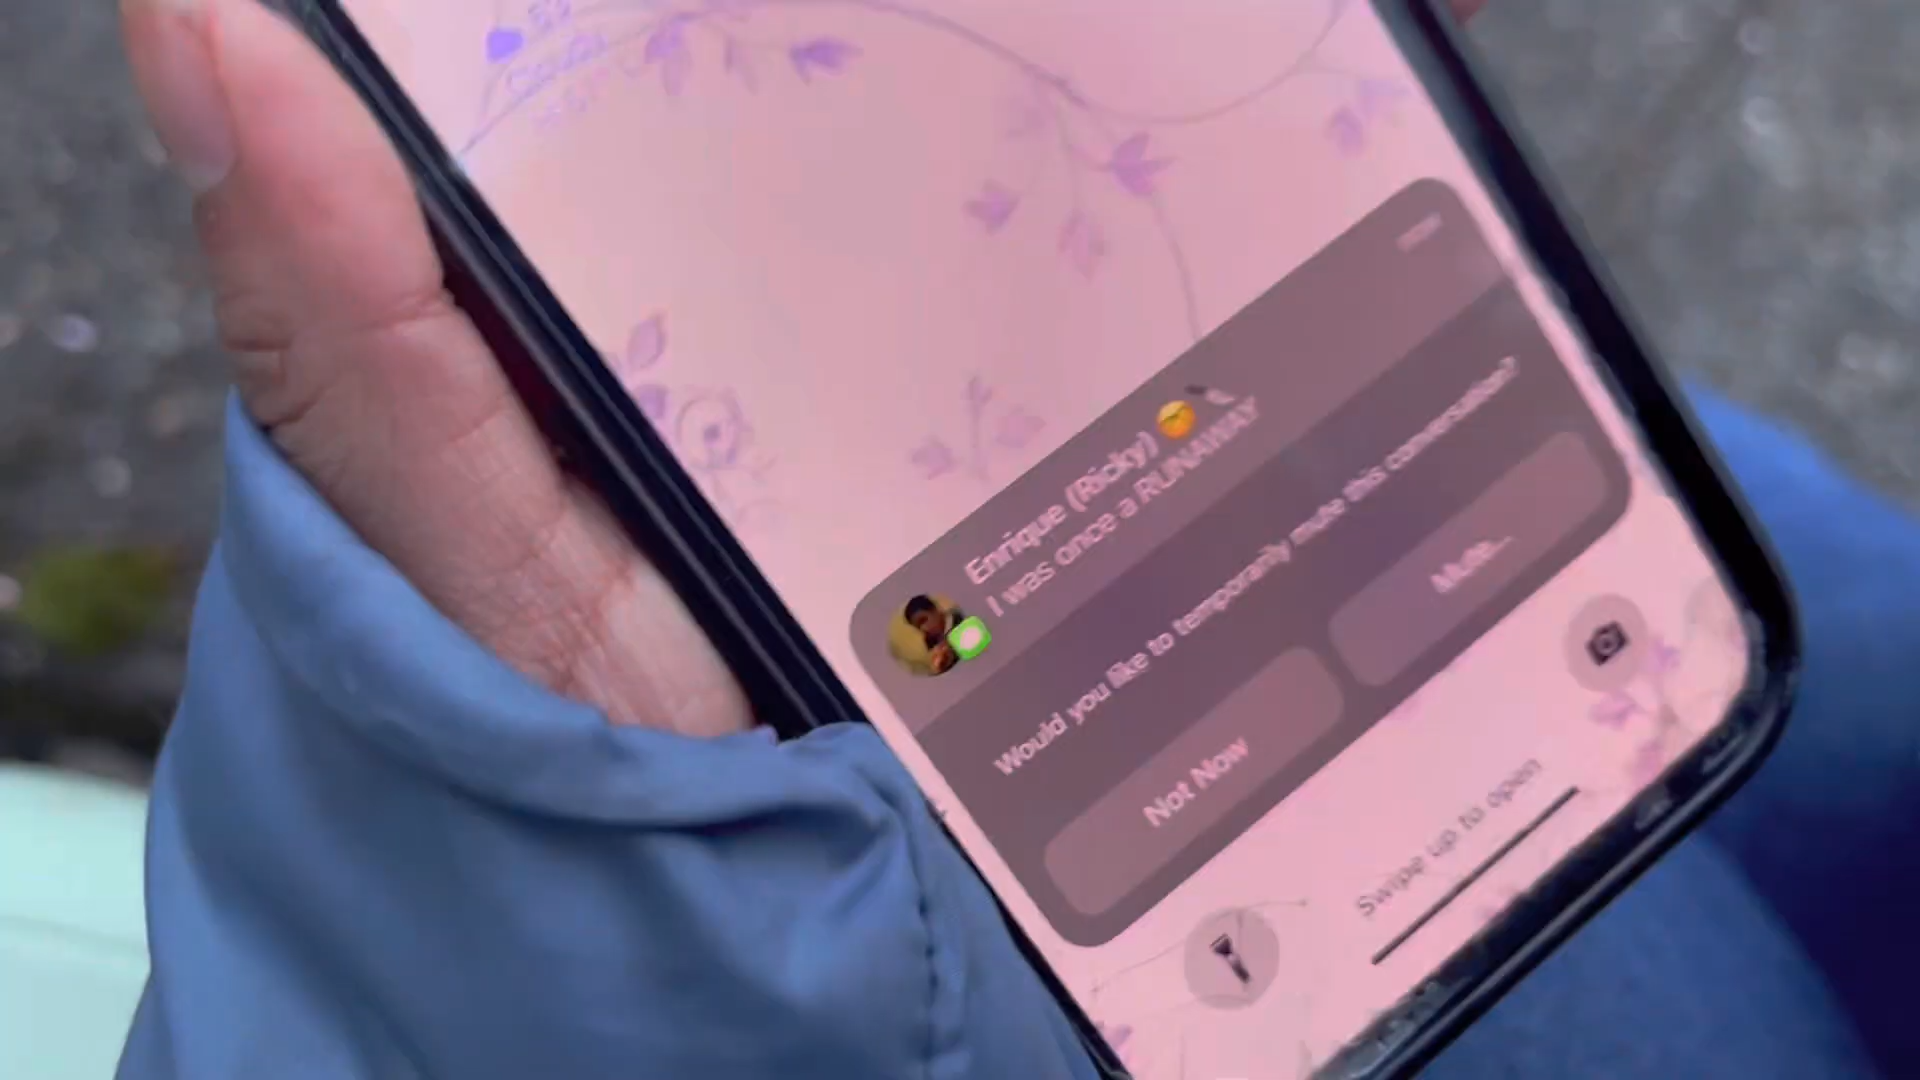 Enrique (Ricky)
I was once a RUNAWAY
Would you like to temporarily mute this conversation?
Not Now
Mute...
Swipe up to open